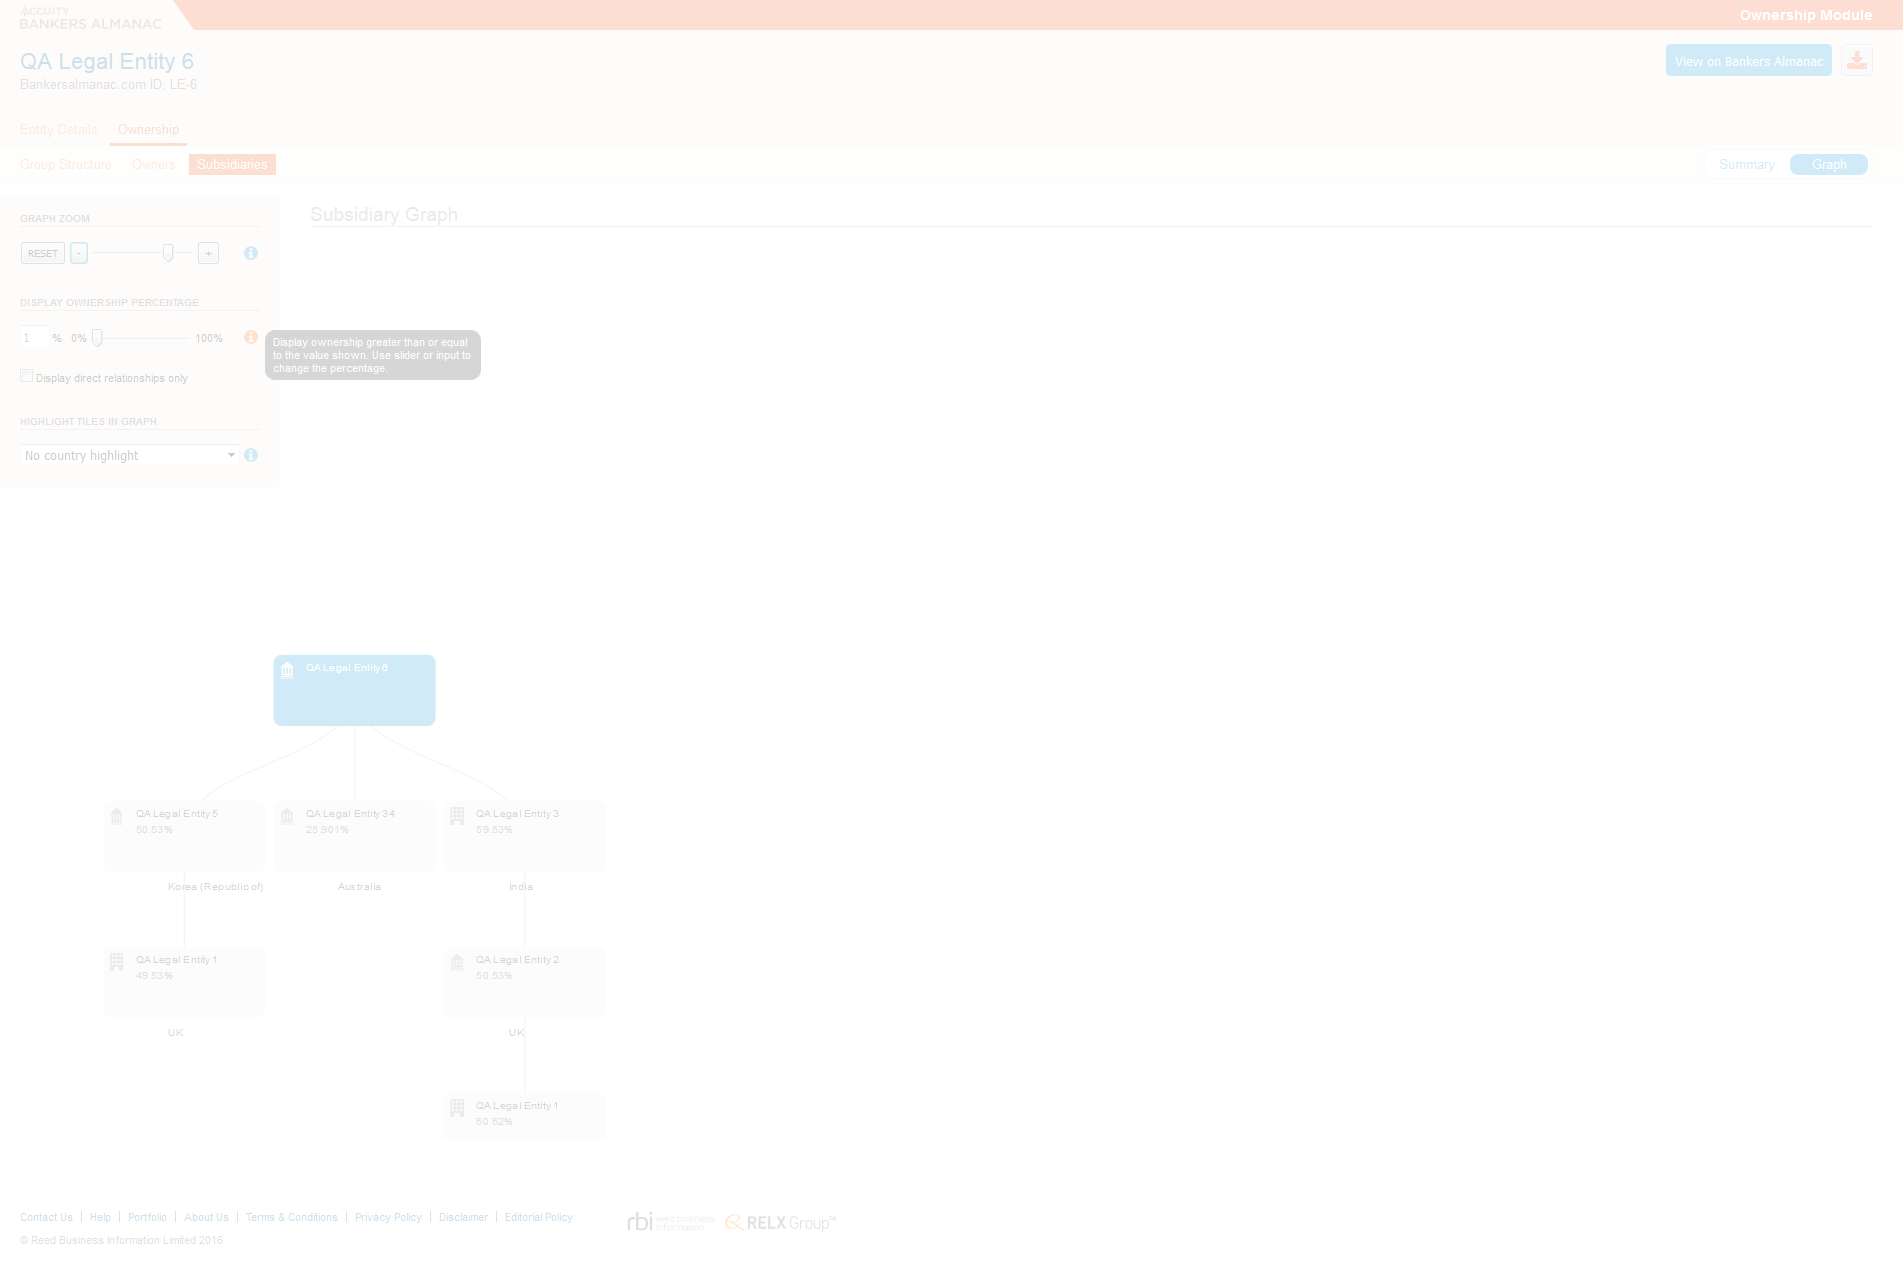 ACCUITY
BANKERS ALMANAC
Ownership Module
QA Legal Entity 6
Bankersalmanac.com ID: LE-6
View on Bankers Almanac
Entity Details Ownership
Group Structure Owners Subsidiaries
Summary Graph
GRAPH ZOOM
RESET - +
Subsidiary Graph
DISPLAY OWNERSHIP PERCENTAGE
1 % 0% 100%
Display ownership greater than or equal
to the value shown. Use slider or input to
change the percentage.
Display direct relationships only
HIGHLIGHT TILES IN GRAPH
No country highlight
QA Legal Entity 6
QA Legal Entity 5
50.53%
Korea (Republic of)
QA Legal Entity 34
25.901%
Australia
QA Legal Entity 3
59.53%
India
QA Legal Entity 1
49.53%
UK
QA Legal Entity 2
50.53%
UK
QA Legal Entity 1
50.52%
Contact Us | Help | Portfolio | About Us | Terms & Conditions | Privacy Policy | Disclaimer | Editorial Policy
© Reed Business Information Limited 2016
rbi reed business
information
RELX Group™